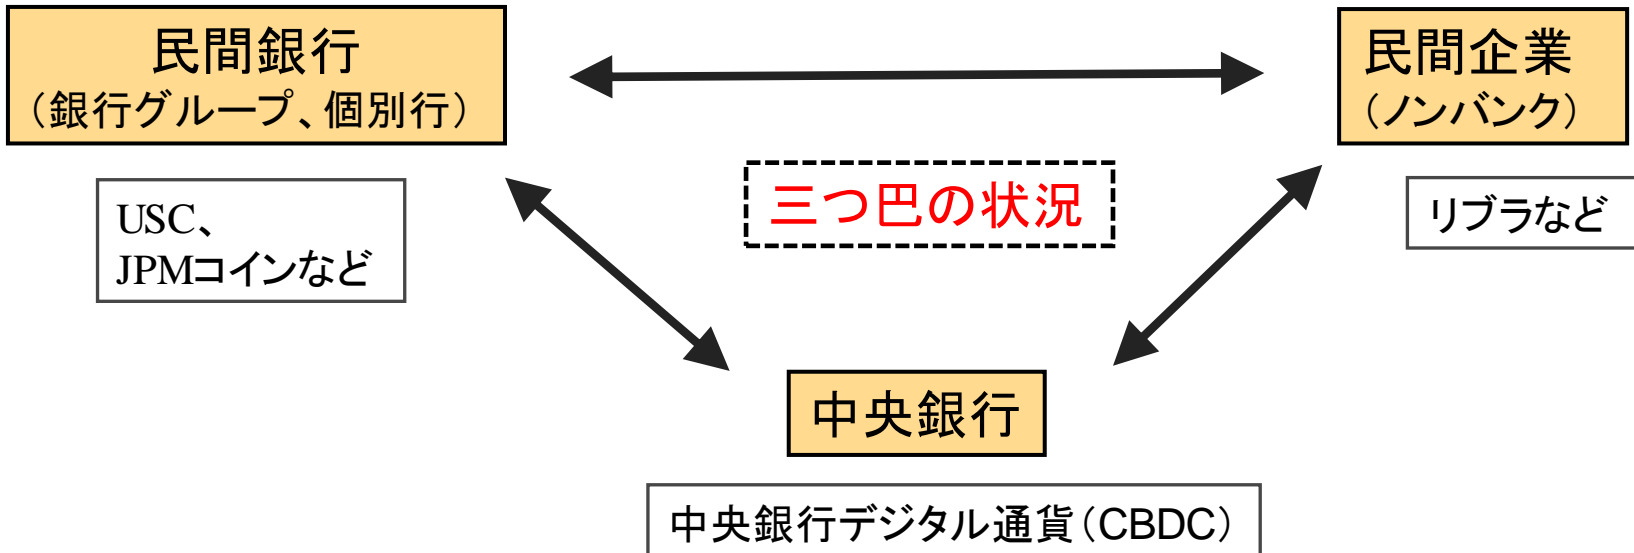 民間銀行
（銀行グループ、個別行）
民間企業
（ノンバンク）
三つ巴の状況
USC、
JPMコインなど
リブラなど
中央銀行
中央銀行デジタル通貨（CBDC）